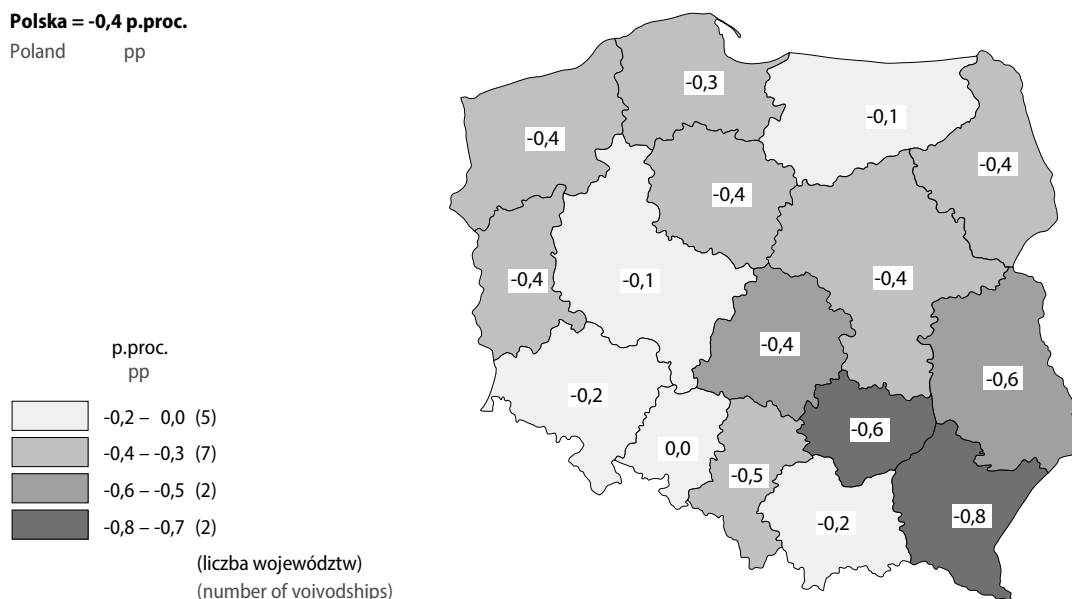 Polska = -0,4 p.proc.
Poland pp
-0,3
-0,1
-0,4
-0,4
-0,4
-0,4
-0,1
-0,4
-0,4
-0,6
-0,2
-0,6
0,0
-0,5
-0,8
-0,2
p.proc.
pp
-0,2 – 0,0 (5)
-0,4 – -0,3 (7)
-0,6 – -0,5 (2)
-0,8 – -0,7 (2)
(liczba województw)
(number of voivodships)